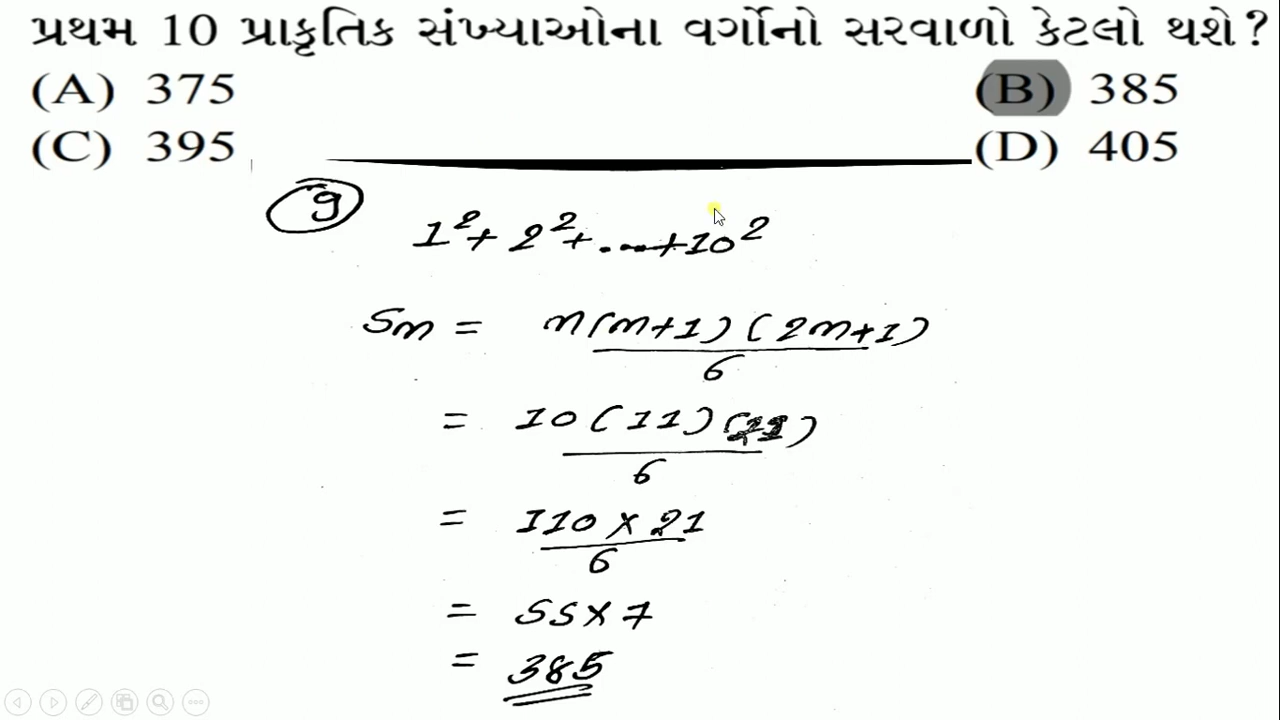 પ્રથમ 10 પ્રાકૃતિક સંખ્યાઓના વર્ગોનો સરવાળો કેટલો થશે?
(A) 375 (B) 385
(C) 395 (D) 405
9
1² + 2² + .... + 10²
Sn = n(n+1)(2n+1)
6
= 10(11)(21)
6
= 110 × 21
6
= 55 × 7
= 385